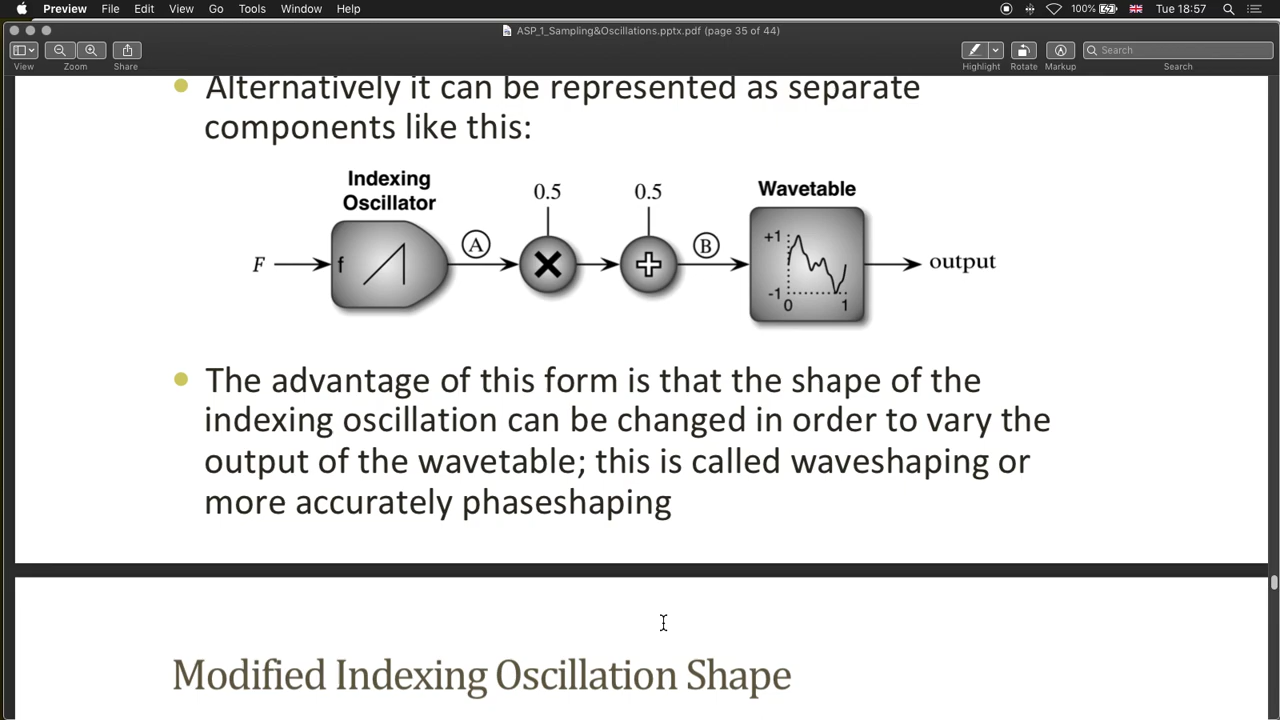 Preview File Edit View Go Tools Window Help 100% Tue 18:57
ASP_1_Sampling&Oscillations.pptx.pdf (page 35 of 44)
Search
View Zoom Share Highlight Rotate Markup Search
Alternatively it can be represented as separate
components like this:
Indexing
Oscillator
0.5
0.5
Wavetable
F
f
A
B
+1
-1
0
1
output
The advantage of this form is that the shape of the
indexing oscillation can be changed in order to vary the
output of the wavetable; this is called waveshaping or
more accurately phaseshaping
Modified Indexing Oscillation Shape